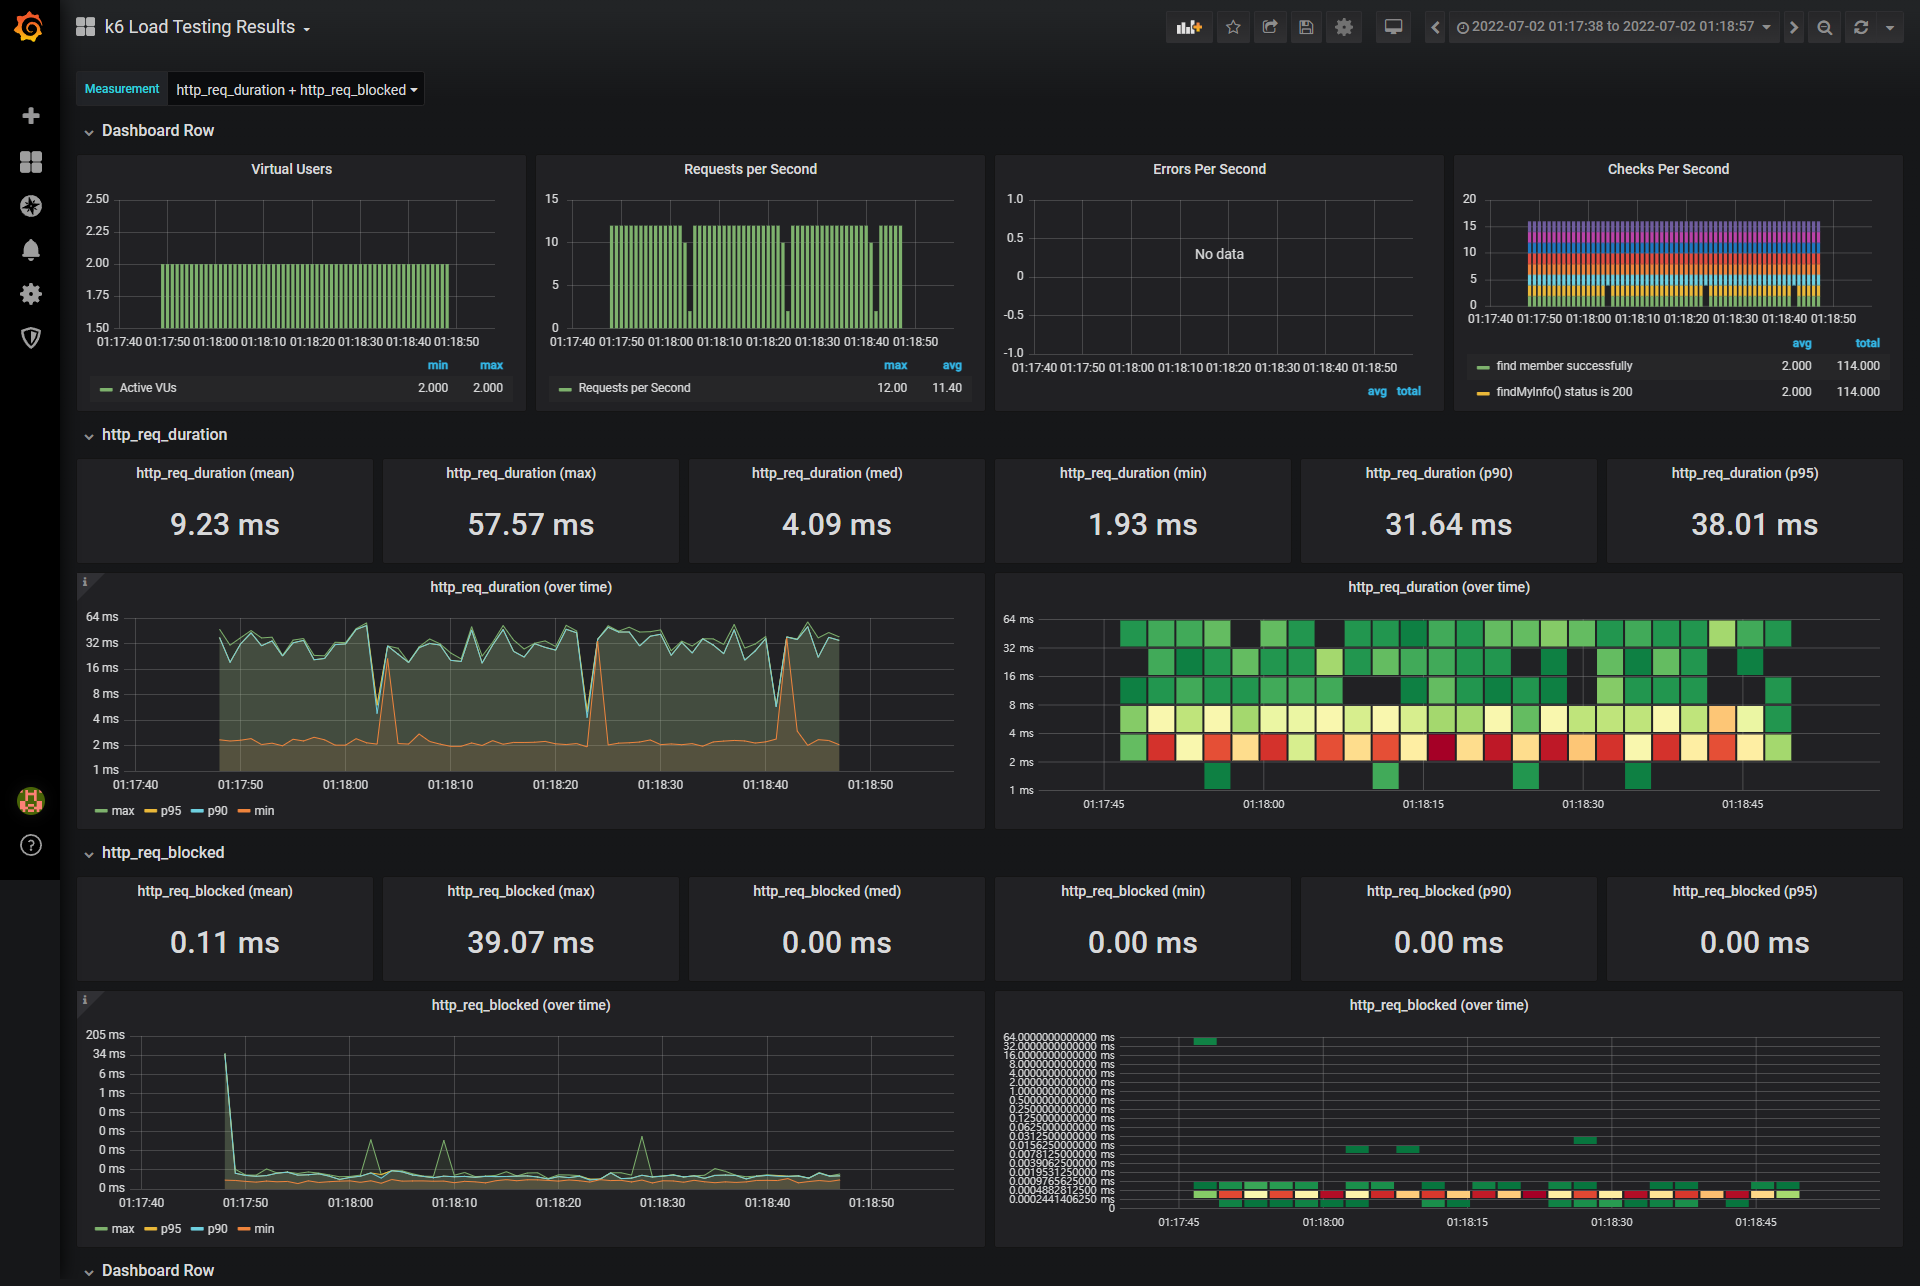 k6 Load Testing Results
2022-07-02 01:17:38 to 2022-07-02 01:18:57
Measurement http_req_duration + http_req_blocked
Dashboard Row
Virtual Users
2.50
2.25
2.00
1.75
1.50
01:17:40 01:17:50 01:18:00 01:18:10 01:18:20 01:18:30 01:18:40 01:18:50
min max
Active VUs 2.000 2.000
Requests per Second
15
10
5
0
01:17:40 01:17:50 01:18:00 01:18:10 01:18:20 01:18:30 01:18:40 01:18:50
max avg
Requests per Second 12.00 11.40
Errors Per Second
1.0
0.5
0
-0.5
-1.0
No data
01:17:40 01:17:50 01:18:00 01:18:10 01:18:20 01:18:30 01:18:40 01:18:50
avg total
Checks Per Second
20
15
10
5
0
01:17:40 01:17:50 01:18:00 01:18:10 01:18:20 01:18:30 01:18:40 01:18:50
avg total
find member successfully 2.000 114.000
findMyInfo() status is 200 2.000 114.000
http_req_duration
http_req_duration (mean)
9.23 ms
http_req_duration (max)
57.57 ms
http_req_duration (med)
4.09 ms
http_req_duration (min)
1.93 ms
http_req_duration (p90)
31.64 ms
http_req_duration (p95)
38.01 ms
i
http_req_duration (over time)
64 ms
32 ms
16 ms
8 ms
4 ms
2 ms
1 ms
01:17:40 01:17:50 01:18:00 01:18:10 01:18:20 01:18:30 01:18:40 01:18:50
max p95 p90 min
http_req_duration (over time)
64 ms
32 ms
16 ms
8 ms
4 ms
2 ms
1 ms
01:17:45 01:18:00 01:18:15 01:18:30 01:18:45
http_req_blocked
http_req_blocked (mean)
0.11 ms
http_req_blocked (max)
39.07 ms
http_req_blocked (med)
0.00 ms
http_req_blocked (min)
0.00 ms
http_req_blocked (p90)
0.00 ms
http_req_blocked (p95)
0.00 ms
i
http_req_blocked (over time)
205 ms
34 ms
6 ms
1 ms
0 ms
0 ms
0 ms
0 ms
0 ms
01:17:40 01:17:50 01:18:00 01:18:10 01:18:20 01:18:30 01:18:40 01:18:50
max p95 p90 min
http_req_blocked (over time)
64.0000000000000 ms
32.0000000000000 ms
16.0000000000000 ms
8.0000000000000 ms
4.0000000000000 ms
2.0000000000000 ms
1.0000000000000 ms
0.5000000000000 ms
0.2500000000000 ms
0.1250000000000 ms
0.0625000000000 ms
0.0312500000000 ms
0.0156250000000 ms
0.0078125000000 ms
0.0039062500000 ms
0.0019531250000 ms
0.0009765625000 ms
0.0004882812500 ms
0.0002441406250 ms
0
01:17:45 01:18:00 01:18:15 01:18:30 01:18:45
Dashboard Row